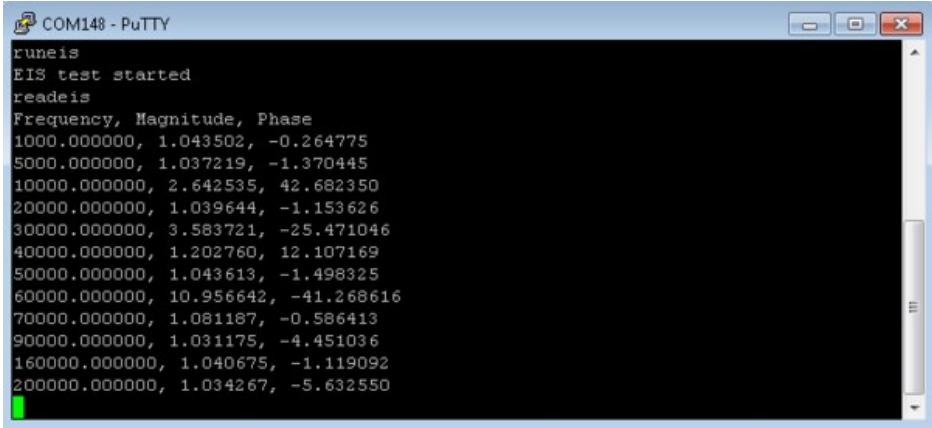 COM148 - PuTTY
runeis
EIS test started
readeis
Frequency, Magnitude, Phase
1000.000000, 1.043502, -0.264775
5000.000000, 1.037219, -1.370445
10000.000000, 2.642535, 42.682350
20000.000000, 1.039644, -1.153626
30000.000000, 3.583721, -25.471046
40000.000000, 1.202760, 12.107169
50000.000000, 1.043613, -1.498325
60000.000000, 10.956642, -41.268616
70000.000000, 1.081187, -0.586413
90000.000000, 1.031175, -4.451036
160000.000000, 1.040675, -1.119092
200000.000000, 1.034267, -5.632550